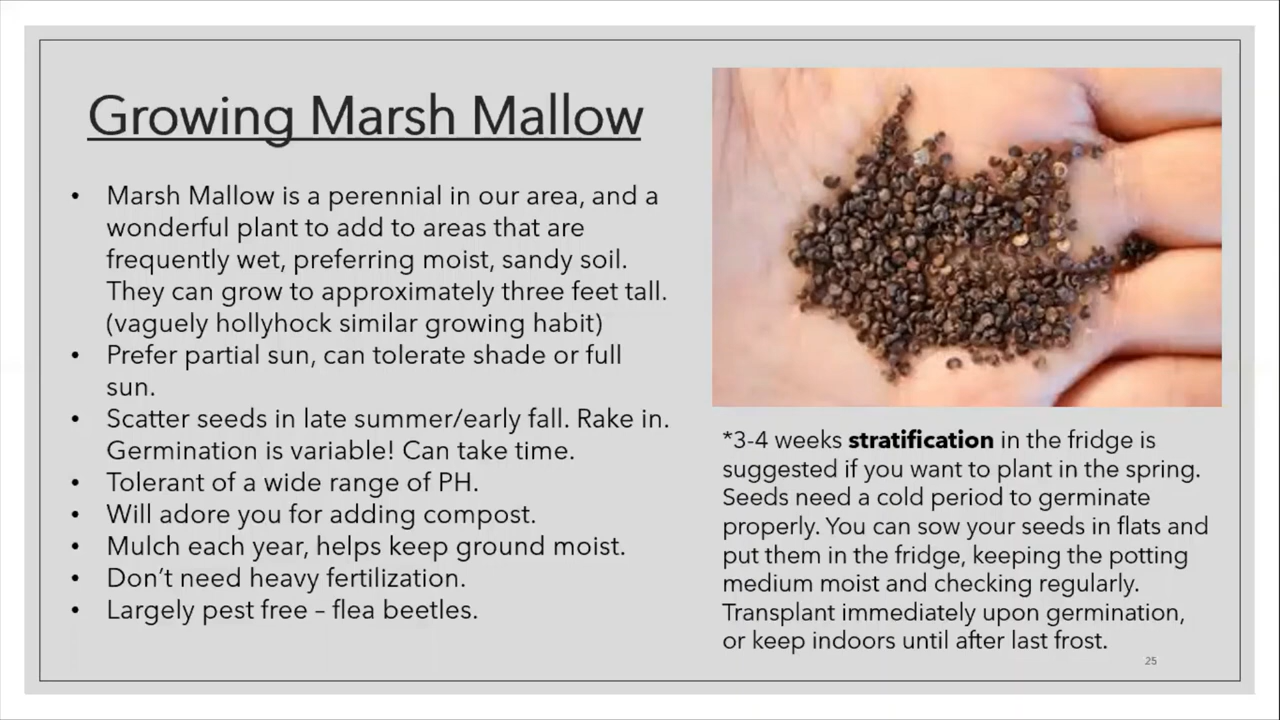 Growing Marsh Mallow
• Marsh Mallow is a perennial in our area, and a
wonderful plant to add to areas that are
frequently wet, preferring moist, sandy soil.
They can grow to approximately three feet tall.
(vaguely hollyhock similar growing habit)
• Prefer partial sun, can tolerate shade or full
sun.
• Scatter seeds in late summer/early fall. Rake in.
Germination is variable! Can take time.
• Tolerant of a wide range of PH.
• Will adore you for adding compost.
• Mulch each year, helps keep ground moist.
• Don’t need heavy fertilization.
• Largely pest free – flea beetles.
*3-4 weeks stratification in the fridge is
suggested if you want to plant in the spring.
Seeds need a cold period to germinate
properly. You can sow your seeds in flats and
put them in the fridge, keeping the potting
medium moist and checking regularly.
Transplant immediately upon germination,
or keep indoors until after last frost.
25